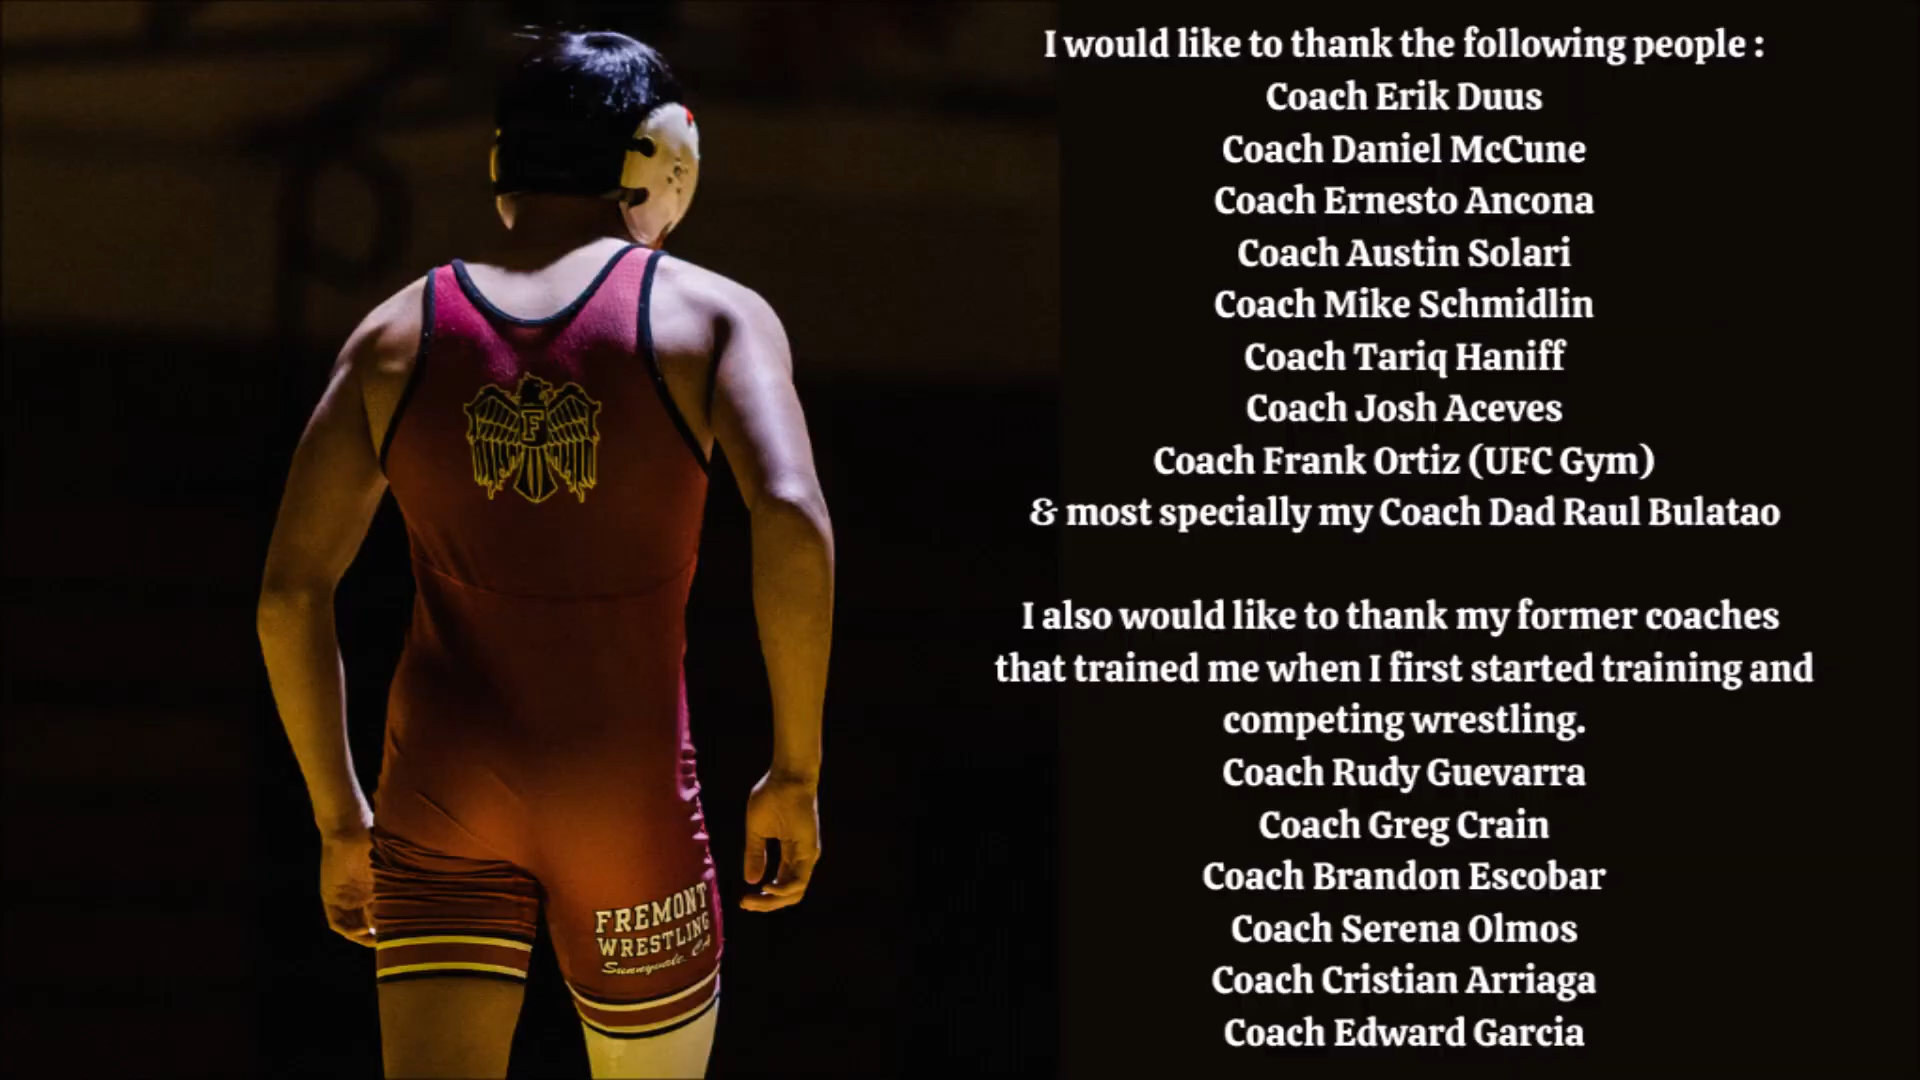 I would like to thank the following people :
Coach Erik Duus
Coach Daniel McCune
Coach Ernesto Ancona
Coach Austin Solari
Coach Mike Schmidlin
Coach Tariq Haniff
Coach Josh Aceves
Coach Frank Ortiz (UFC Gym)
& most specially my Coach Dad Raul Bulatao
I also would like to thank my former coaches
that trained me when I first started training and
competing wrestling.
Coach Rudy Guevarra
Coach Greg Crain
Coach Brandon Escobar
Coach Serena Olmos
Coach Cristian Arriaga
Coach Edward Garcia
F
FREMONT
WRESTLING
Sunnyvale, CA